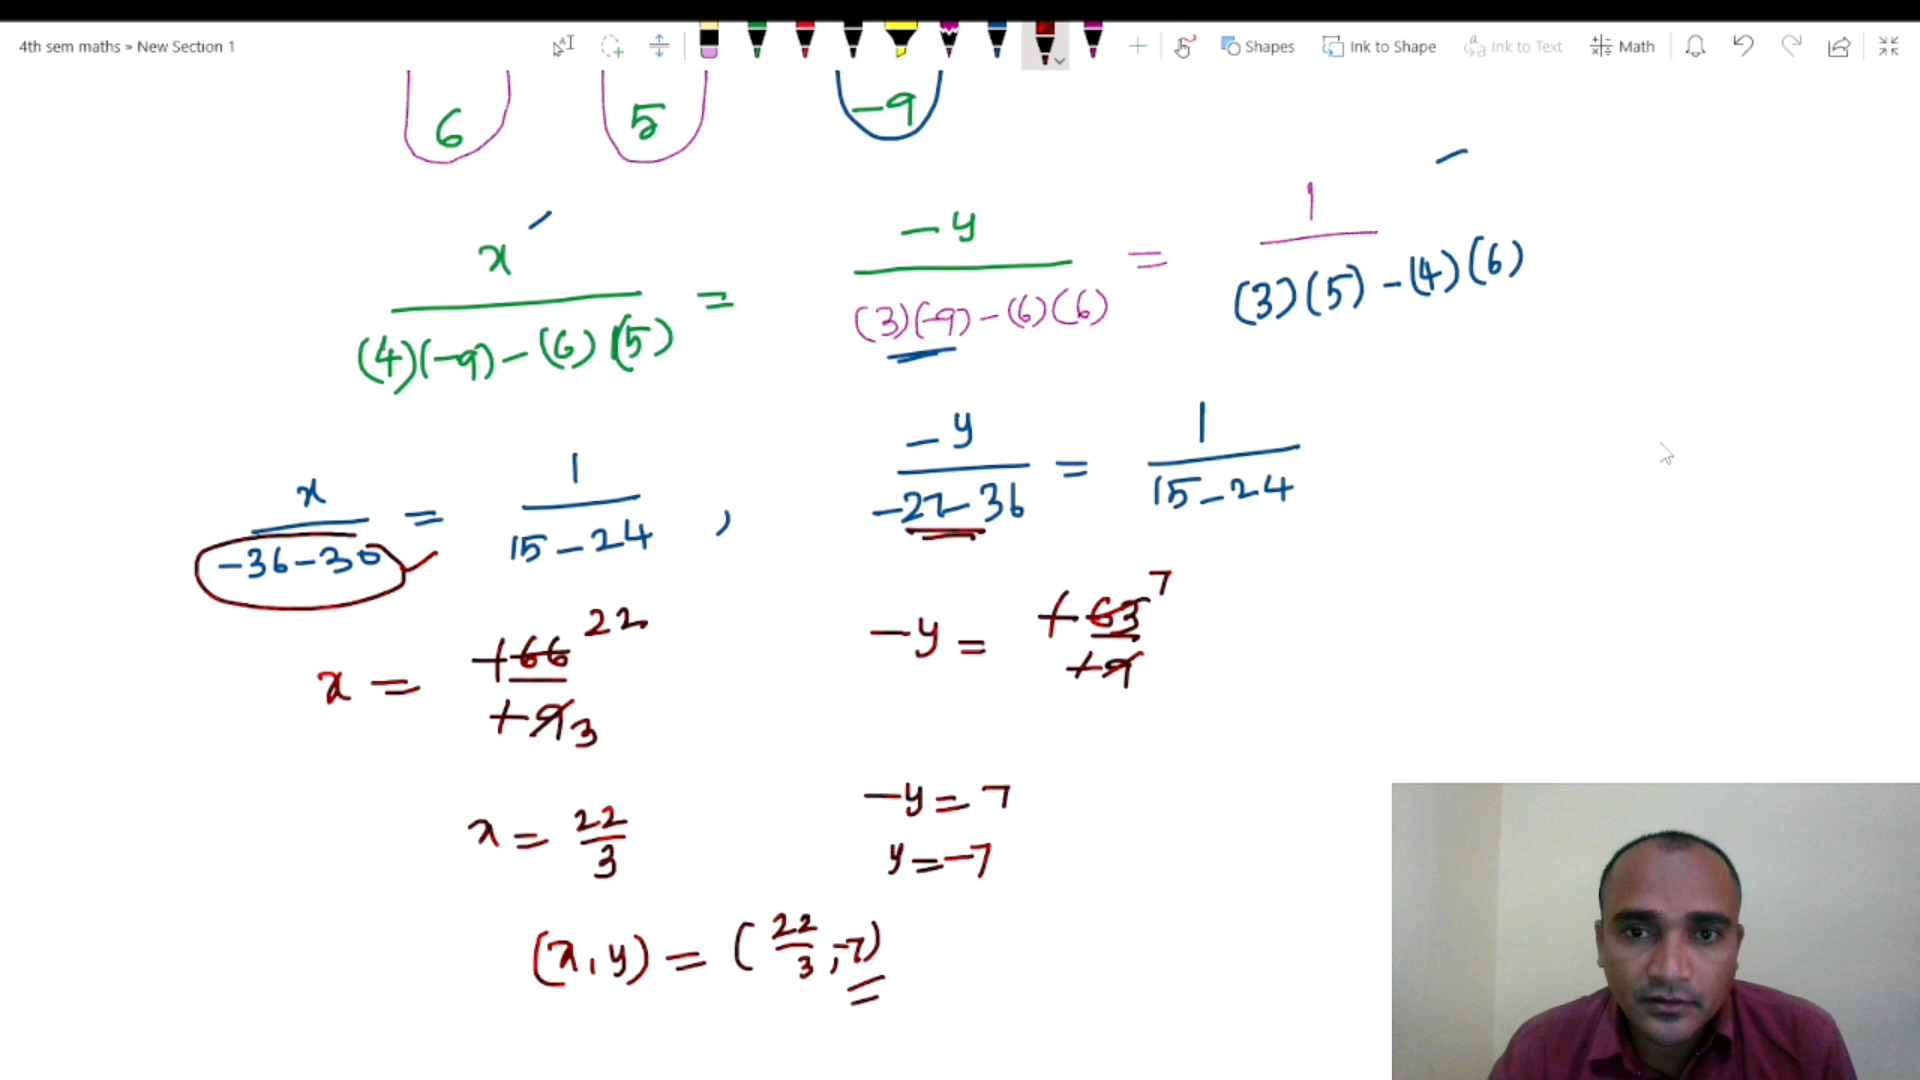 4th sem maths » New Section 1 Shapes Ink to Shape Ink to Text Math
6 5 -9
x/((4)(-9)-(6)(5)) = -y/((3)(-9)-(6)(6)) = 1/((3)(5)-(4)(6))
x/(-36-30) = 1/(15-24) , -y/(-27-36) = 1/(15-24)
x = +66/+9 22 3 -y = +63/+9 7
x = 22/3 -y = 7
y = -7
(x, y) = (22/3, -7)